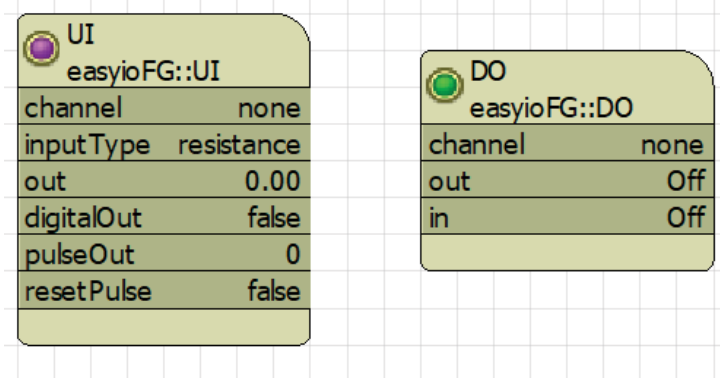 UI
easyioFG::UI
channel none
inputType resistance
out 0.00
digitalOut false
pulseOut 0
resetPulse false
DO
easyioFG::DO
channel none
out Off
in Off